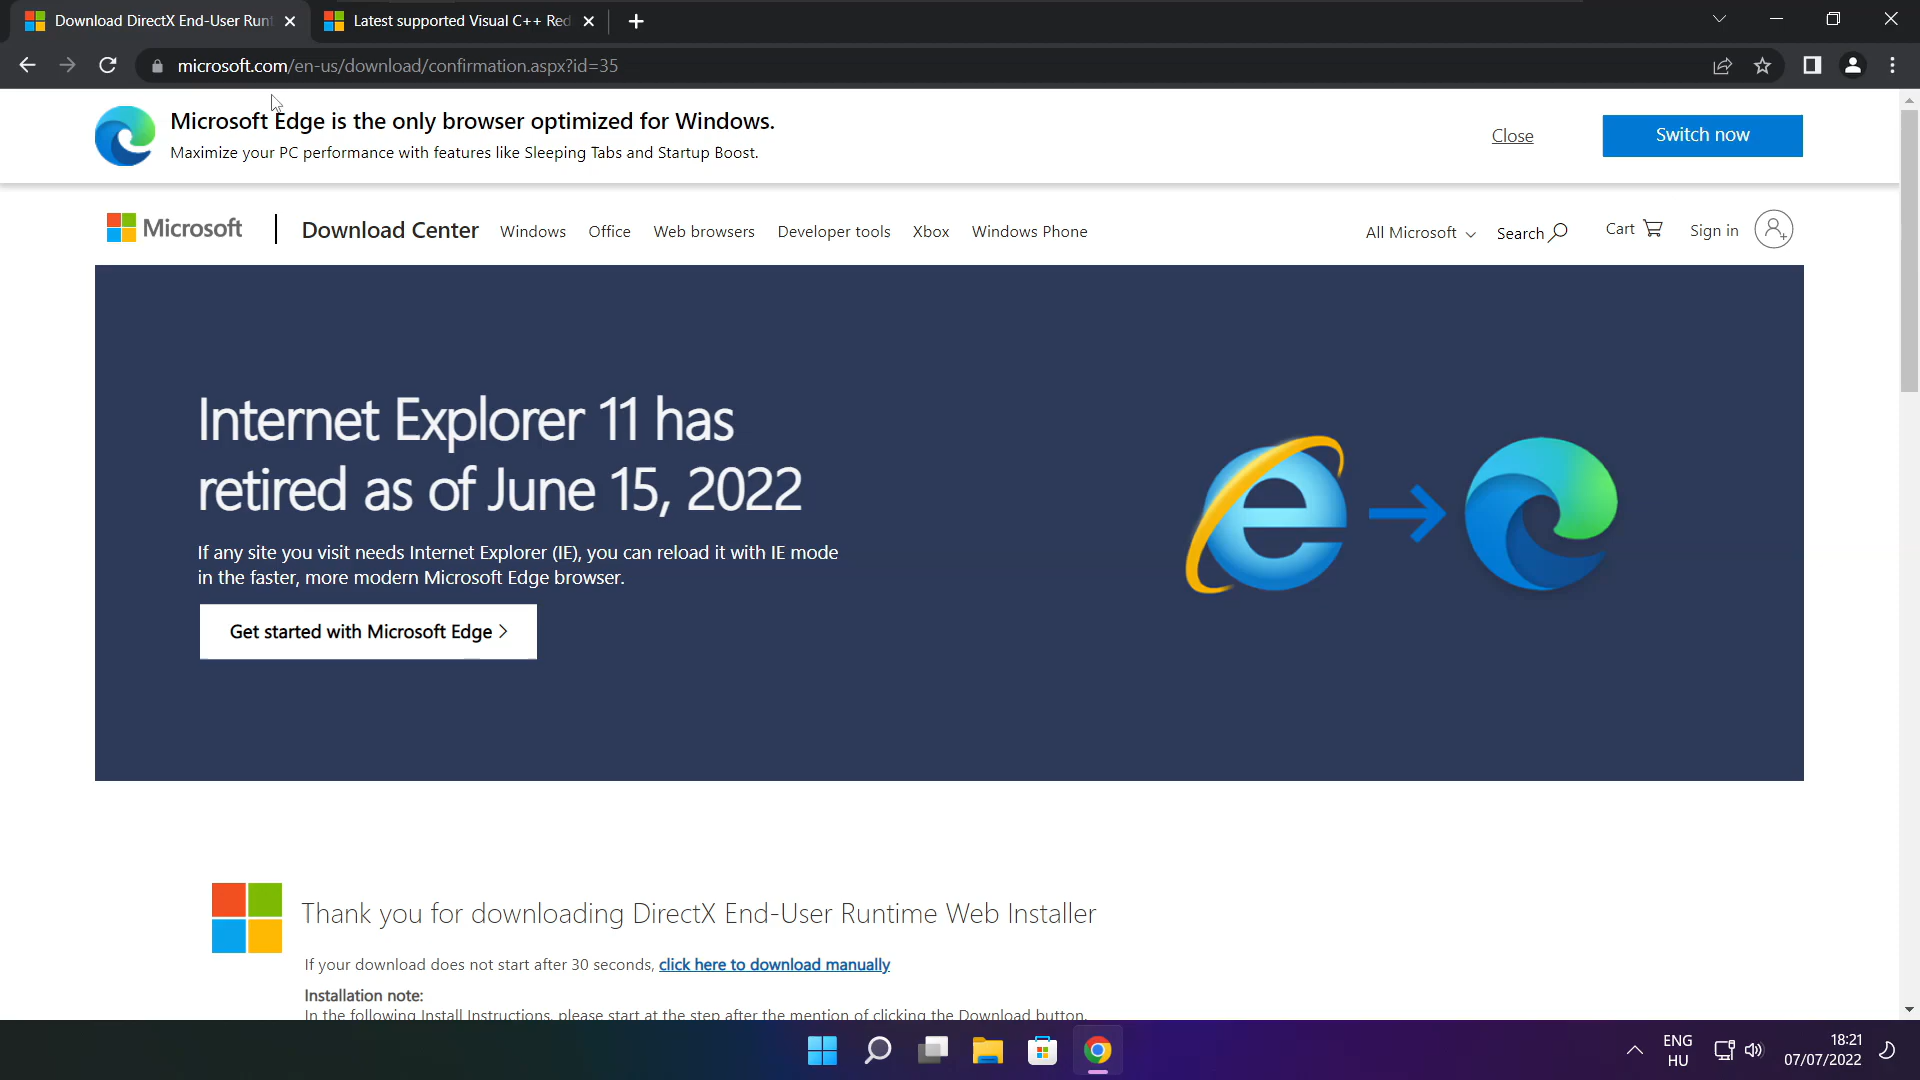 Download DirectX End-User Runt
Latest supported Visual C++ Red
microsoft.com/en-us/download/confirmation.aspx?id=35
Microsoft Edge is the only browser optimized for Windows.
Maximize your PC performance with features like Sleeping Tabs and Startup Boost.
Close
Switch now
Microsoft
Download Center
Windows
Office
Web browsers
Developer tools
Xbox
Windows Phone
All Microsoft
Search
Cart
Sign in
Internet Explorer 11 has
retired as of June 15, 2022
If any site you visit needs Internet Explorer (IE), you can reload it with IE mode
in the faster, more modern Microsoft Edge browser.
Get started with Microsoft Edge >
Thank you for downloading DirectX End-User Runtime Web Installer
If your download does not start after 30 seconds, click here to download manually
Installation note:
In the following Install Instructions, please start at the step after the mention of clicking the Download button.
ENG
HU
18:21
07/07/2022